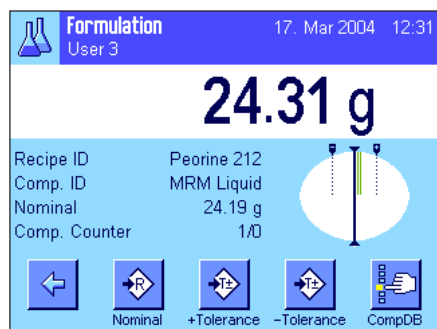 Formulation 17. Mar 2004 12:31
User 3
24.31 g
Recipe ID Peorine 212
Comp. ID MRM Liquid
Nominal 24.19 g
Comp. Counter 1/0
R T± T±
Nominal +Tolerance -Tolerance CompDB